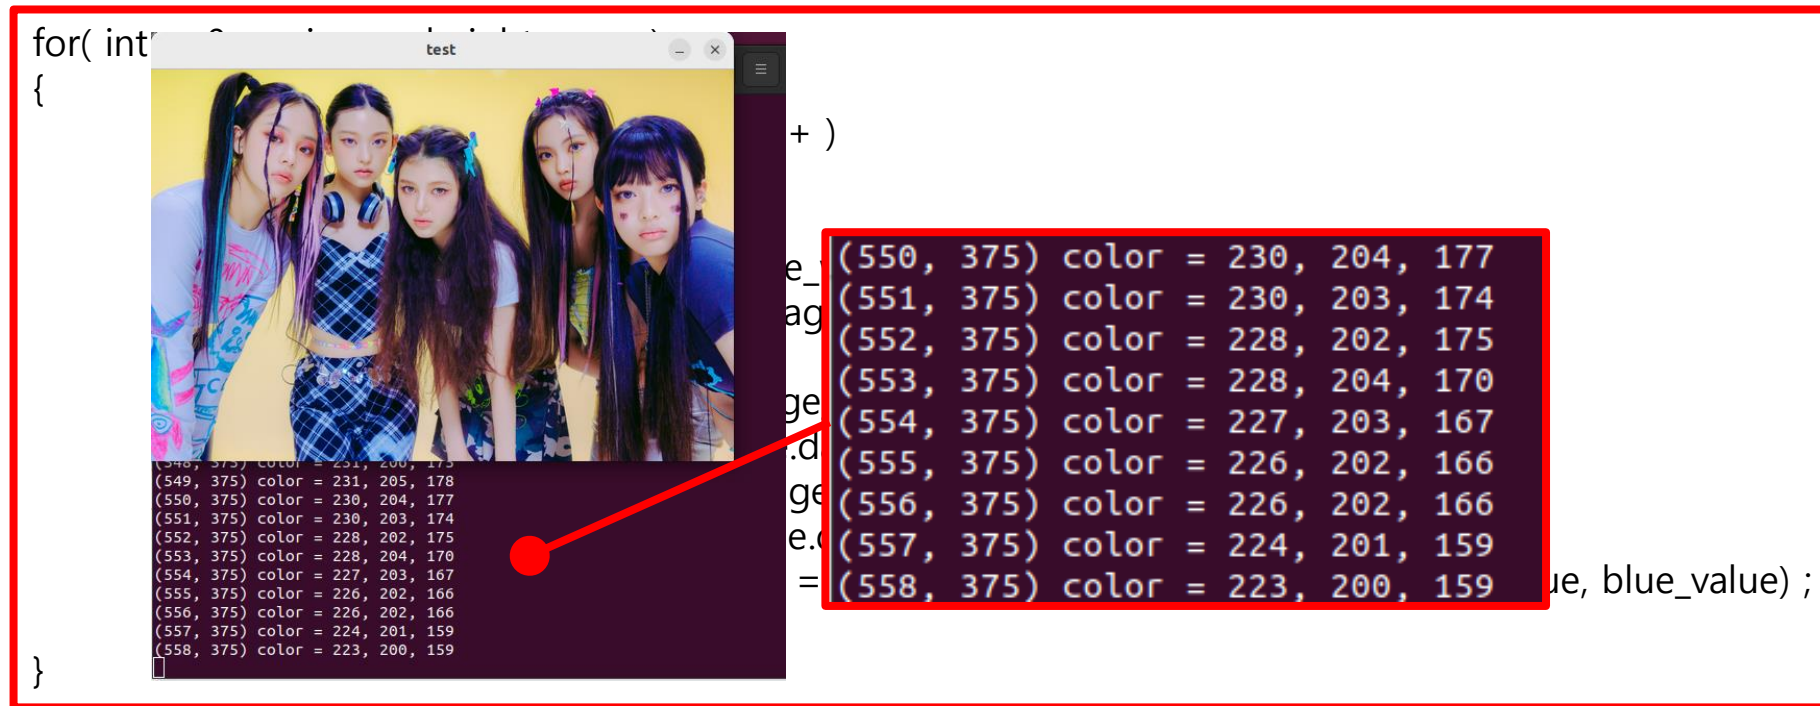 for( int
{
test
+ )
(549, 375) color = 231, 205, 178
(550, 375) color = 230, 204, 177
(551, 375) color = 230, 203, 174
(552, 375) color = 228, 202, 175
(553, 375) color = 228, 204, 170
(554, 375) color = 227, 203, 167
(555, 375) color = 226, 202, 166
(556, 375) color = 226, 202, 166
(557, 375) color = 224, 201, 159
(558, 375) color = 223, 200, 159
(550, 375) color = 230, 204, 177
(551, 375) color = 230, 203, 174
(552, 375) color = 228, 202, 175
(553, 375) color = 228, 204, 170
(554, 375) color = 227, 203, 167
(555, 375) color = 226, 202, 166
(556, 375) color = 226, 202, 166
(557, 375) color = 224, 201, 159
(558, 375) color = 223, 200, 159
= ue, blue_value) ;
}